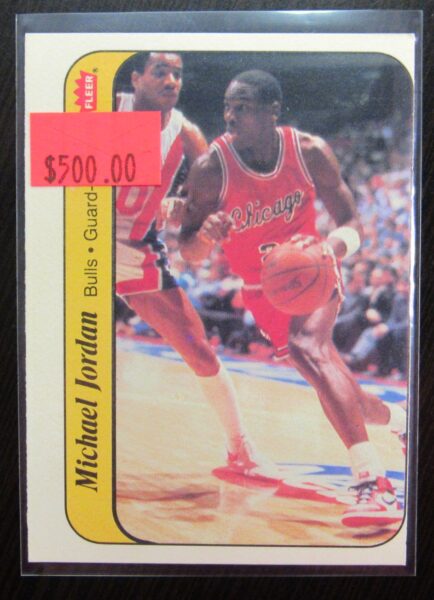 FLEER
$500.00
Michael Jordan
Bulls • Guard-
Chicago